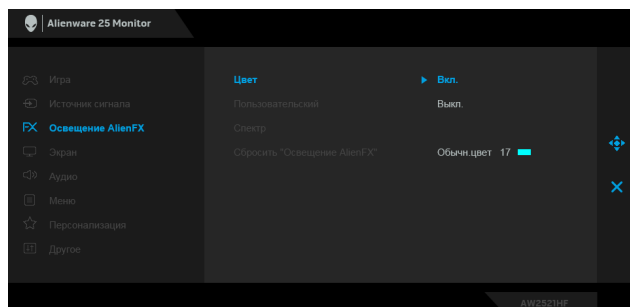 Alienware 25 Monitor
Игра
Источник сигнала
Освещение AlienFX
Экран
Аудио
Меню
Персонализация
Другое
Цвет Вкл.
Пользовательский Выкл.
Спектр
Сбросить "Освещение AlienFX" Обычн.цвет 17
AW2521HF